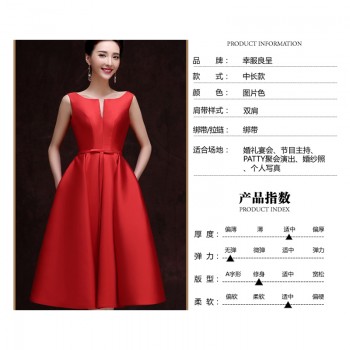 PRODUCT INFORMATION
品 牌： 幸服良呈
款 式： 中长款
颜 色： 图片色
肩带样式： 双肩
绑带/拉链： 绑带
适合场场： 婚礼宴会、节目主持、
PATTY聚会演出、婚纱照
、个人写真
产品指数
PRODUCT INDEX
厚 度： 偏薄 薄 适中 偏厚
弹 力： 无弹 微弹 适中 弹力
版 型： A字形 修身 适中 宽松
柔 软： 偏软 柔软 适中 偏硬